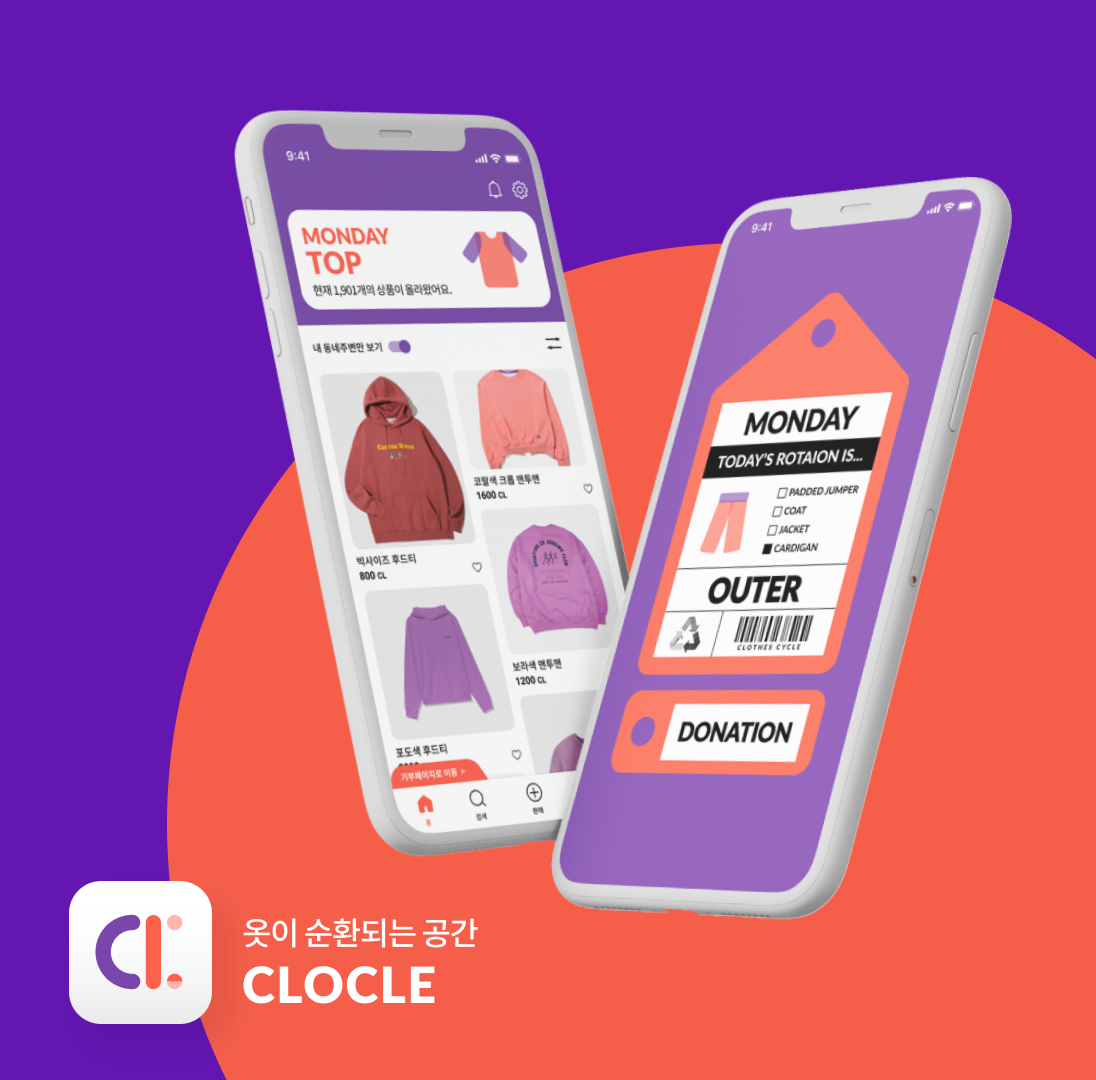 9:41
MONDAY
TOP
현재 1,901개의 상품이 올라왔어요.
내 동네주변만 보기
코랄색 크롭 맨투맨
1600 CL
빅사이즈 후드티
800 CL
보라색 맨투맨
1200 CL
포도색 후드티
기부페이지로 이동 >
홈
검색
판매
9:41
MONDAY
TODAY'S ROTAION IS...
PADDED JUMPER
COAT
JACKET
CARDIGAN
OUTER
CLOTHES CYCLE
DONATION
옷이 순환되는 공간
CLOCLE